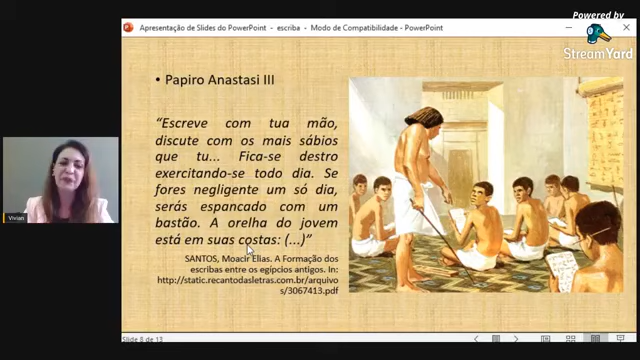 Powered by
StreamYard
Apresentação de Slides do PowerPoint - escriba - Modo de Compatibilidade - PowerPoint
• Papiro Anastasi III
“Escreve com tua mão,
discute com os mais sábios
que tu... Fica-se destro
exercitando-se todo dia. Se
fores negligente um só dia,
serás espancado com um
bastão. A orelha do jovem
está em suas costas: (...)”
SANTOS, Moacir Elias. A Formação dos
escribas entre os egípcios antigos. In:
http://static.recantodasletras.com.br/arquivo
s/3067413.pdf
Vivian
Slide 8 de 13